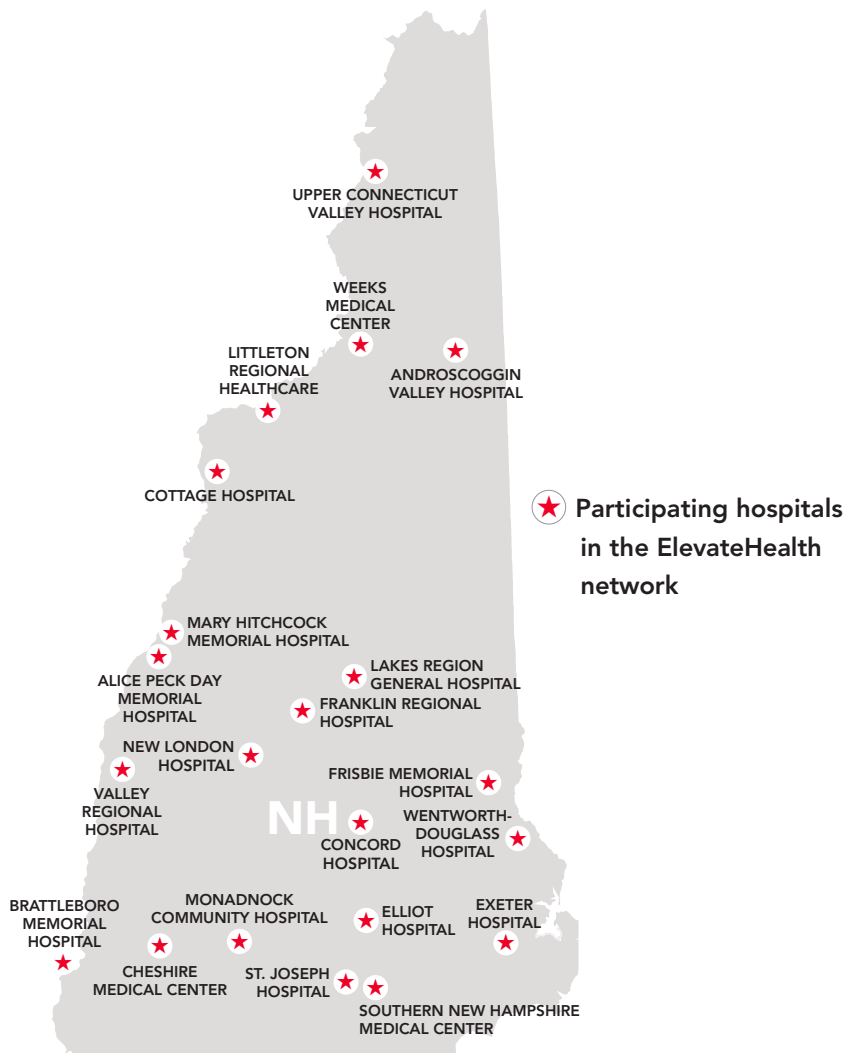 UPPER CONNECTICUT
VALLEY HOSPITAL
WEEKS
MEDICAL
CENTER
LITTLETON
REGIONAL
HEALTHCARE
ANDROSCOGGIN
VALLEY HOSPITAL
COTTAGE HOSPITAL
Participating hospitals
in the ElevateHealth
network
MARY HITCHCOCK
MEMORIAL HOSPITAL
ALICE PECK DAY
MEMORIAL
HOSPITAL
LAKES REGION
GENERAL HOSPITAL
FRANKLIN REGIONAL
HOSPITAL
NEW LONDON
HOSPITAL
VALLEY
REGIONAL
HOSPITAL
FRISBIE MEMORIAL
HOSPITAL
NH
CONCORD
HOSPITAL
WENTWORTH-
DOUGLASS
HOSPITAL
BRATTLEBORO
MEMORIAL
HOSPITAL
MONADNOCK
COMMUNITY HOSPITAL
ELLIOT
HOSPITAL
EXETER
HOSPITAL
CHESHIRE
MEDICAL CENTER
ST. JOSEPH
HOSPITAL
SOUTHERN NEW HAMPSHIRE
MEDICAL CENTER